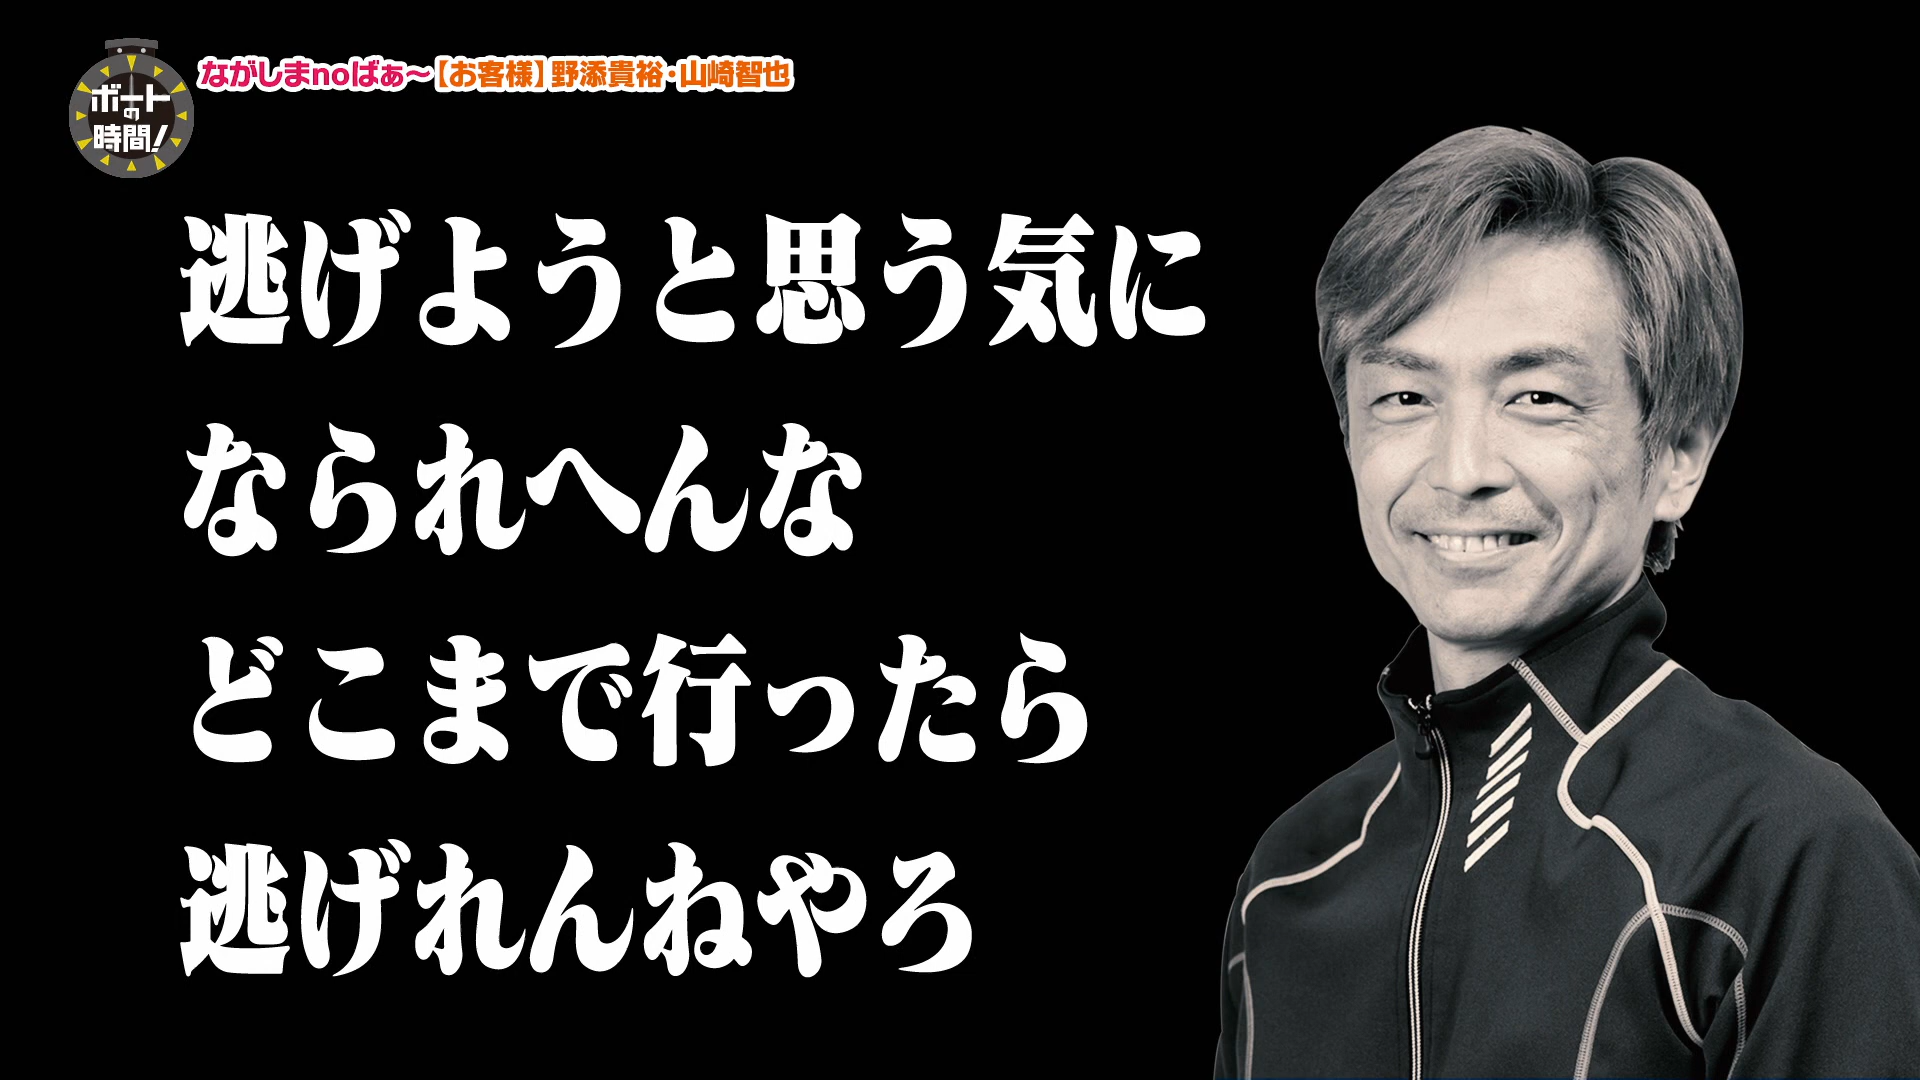 ながしまnoばぁ～【お客様】野添貴裕・山崎智也
ボートの時間！
逃げようと思う気に
なられへんな
どこまで行ったら
逃げれんねやろ